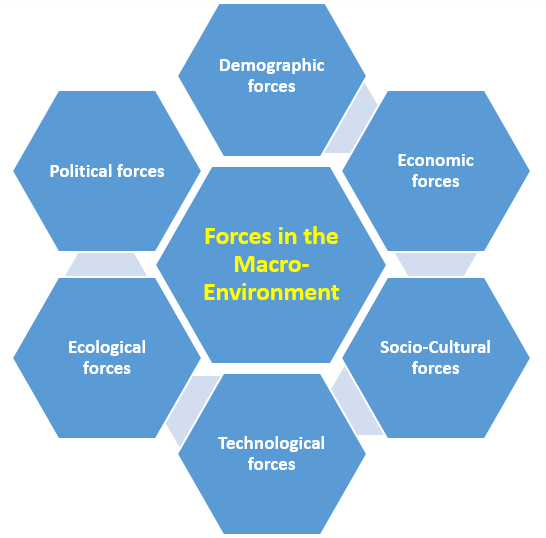 Demographic
forces
Economic
forces
Socio-Cultural
forces
Technological
forces
Ecological
forces
Political forces
Forces in the
Macro-
Environment